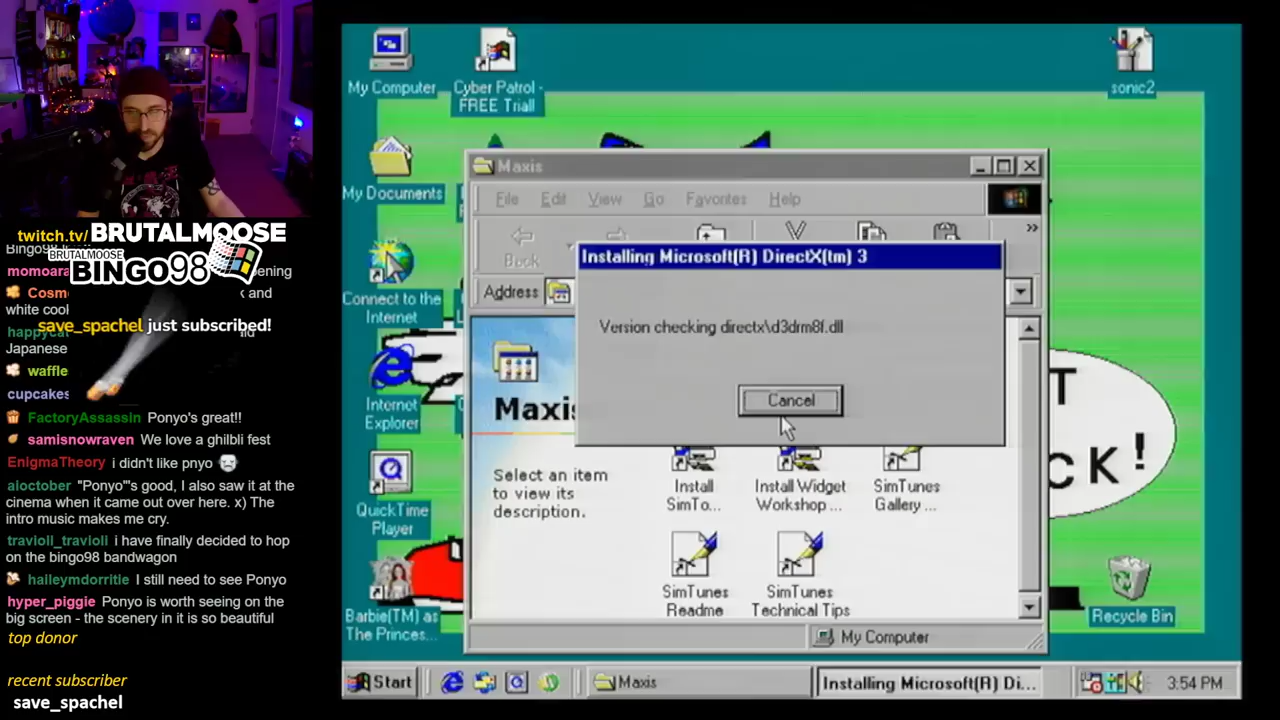 twitch.tv/BRUTALMOOSE
BRUTALMOOSE
BINGO98
momoara
ening
Cosm
and
white cool
save_spachel just subscribed!
happycat
Japanese
waffle
cupcakes
FactoryAssassin Ponyo's great!!
samisnowraven We love a ghilbli fest
EnigmaTheory i didn't like pnyo
aloctober "Ponyo"'s good, I also saw it at the
cinema when it came out over here. x) The
intro music makes me cry.
travioli_travioli i have finally decided to hop
on the bingo98 bandwagon
haileymdorritie I still need to see Ponyo
hyper_piggie Ponyo is worth seeing on the
big screen - the scenery in it is so beautiful
top donor
recent subscriber
save_spachel
My Computer
Cyber Patrol -
FREE Trial!
sonic2
My Documents
Connect to the
Internet
Internet
Explorer
QuickTime
Player
Barbie(TM) as
The Princes...
Maxis
File Edit View Go Favorites Help
Back
»
Address
Installing Microsoft(R) DirectX(tm) 3
Version checking directx\d3drm8f.dll
Cancel
Maxis
Select an item
to view its
description.
Install
SimTo...
Install Widget
Workshop ...
SimTunes
Gallery ...
SimTunes
Readme
SimTunes
Technical Tips
My Computer
T
CK!
Recycle Bin
Start
Maxis
Installing Microsoft(R) Di...
3:54 PM